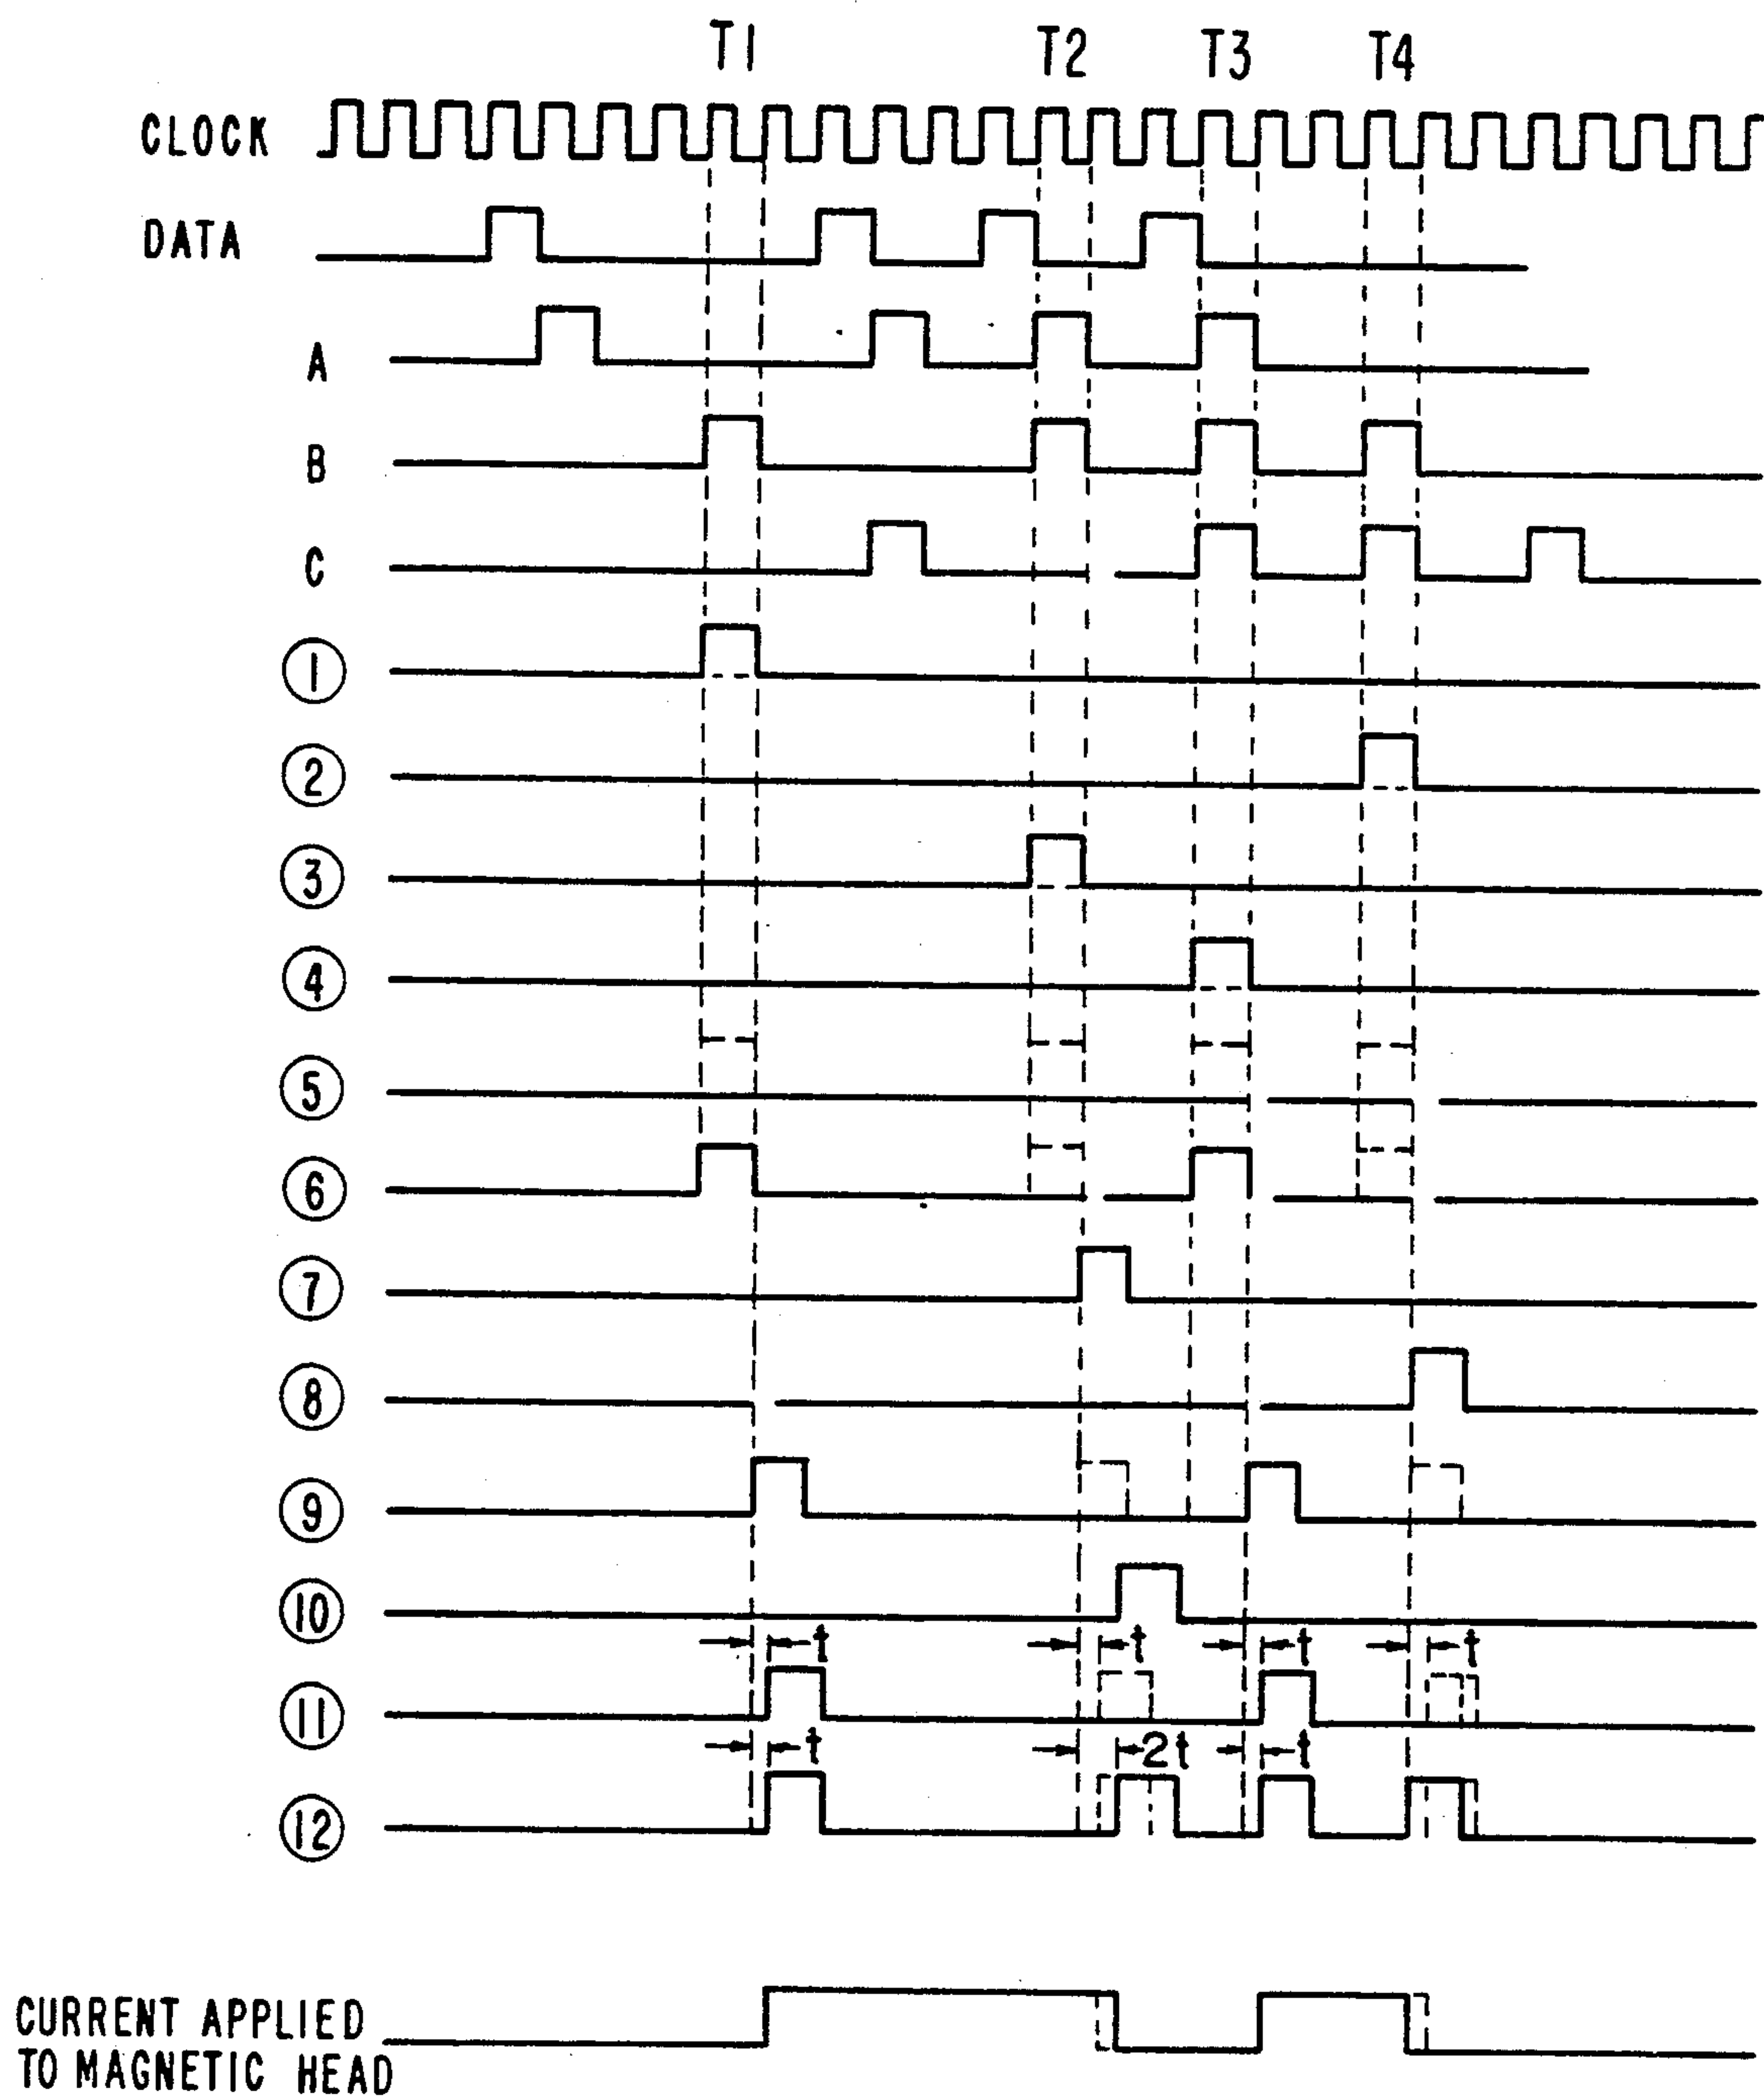 T1 T2 T3 T4
CLOCK
DATA
A
B
C
1
2
3
4
5
6
7
8
9
10
t t t t
11
t 2t t
12
CURRENT APPLIED
TO MAGNETIC HEAD